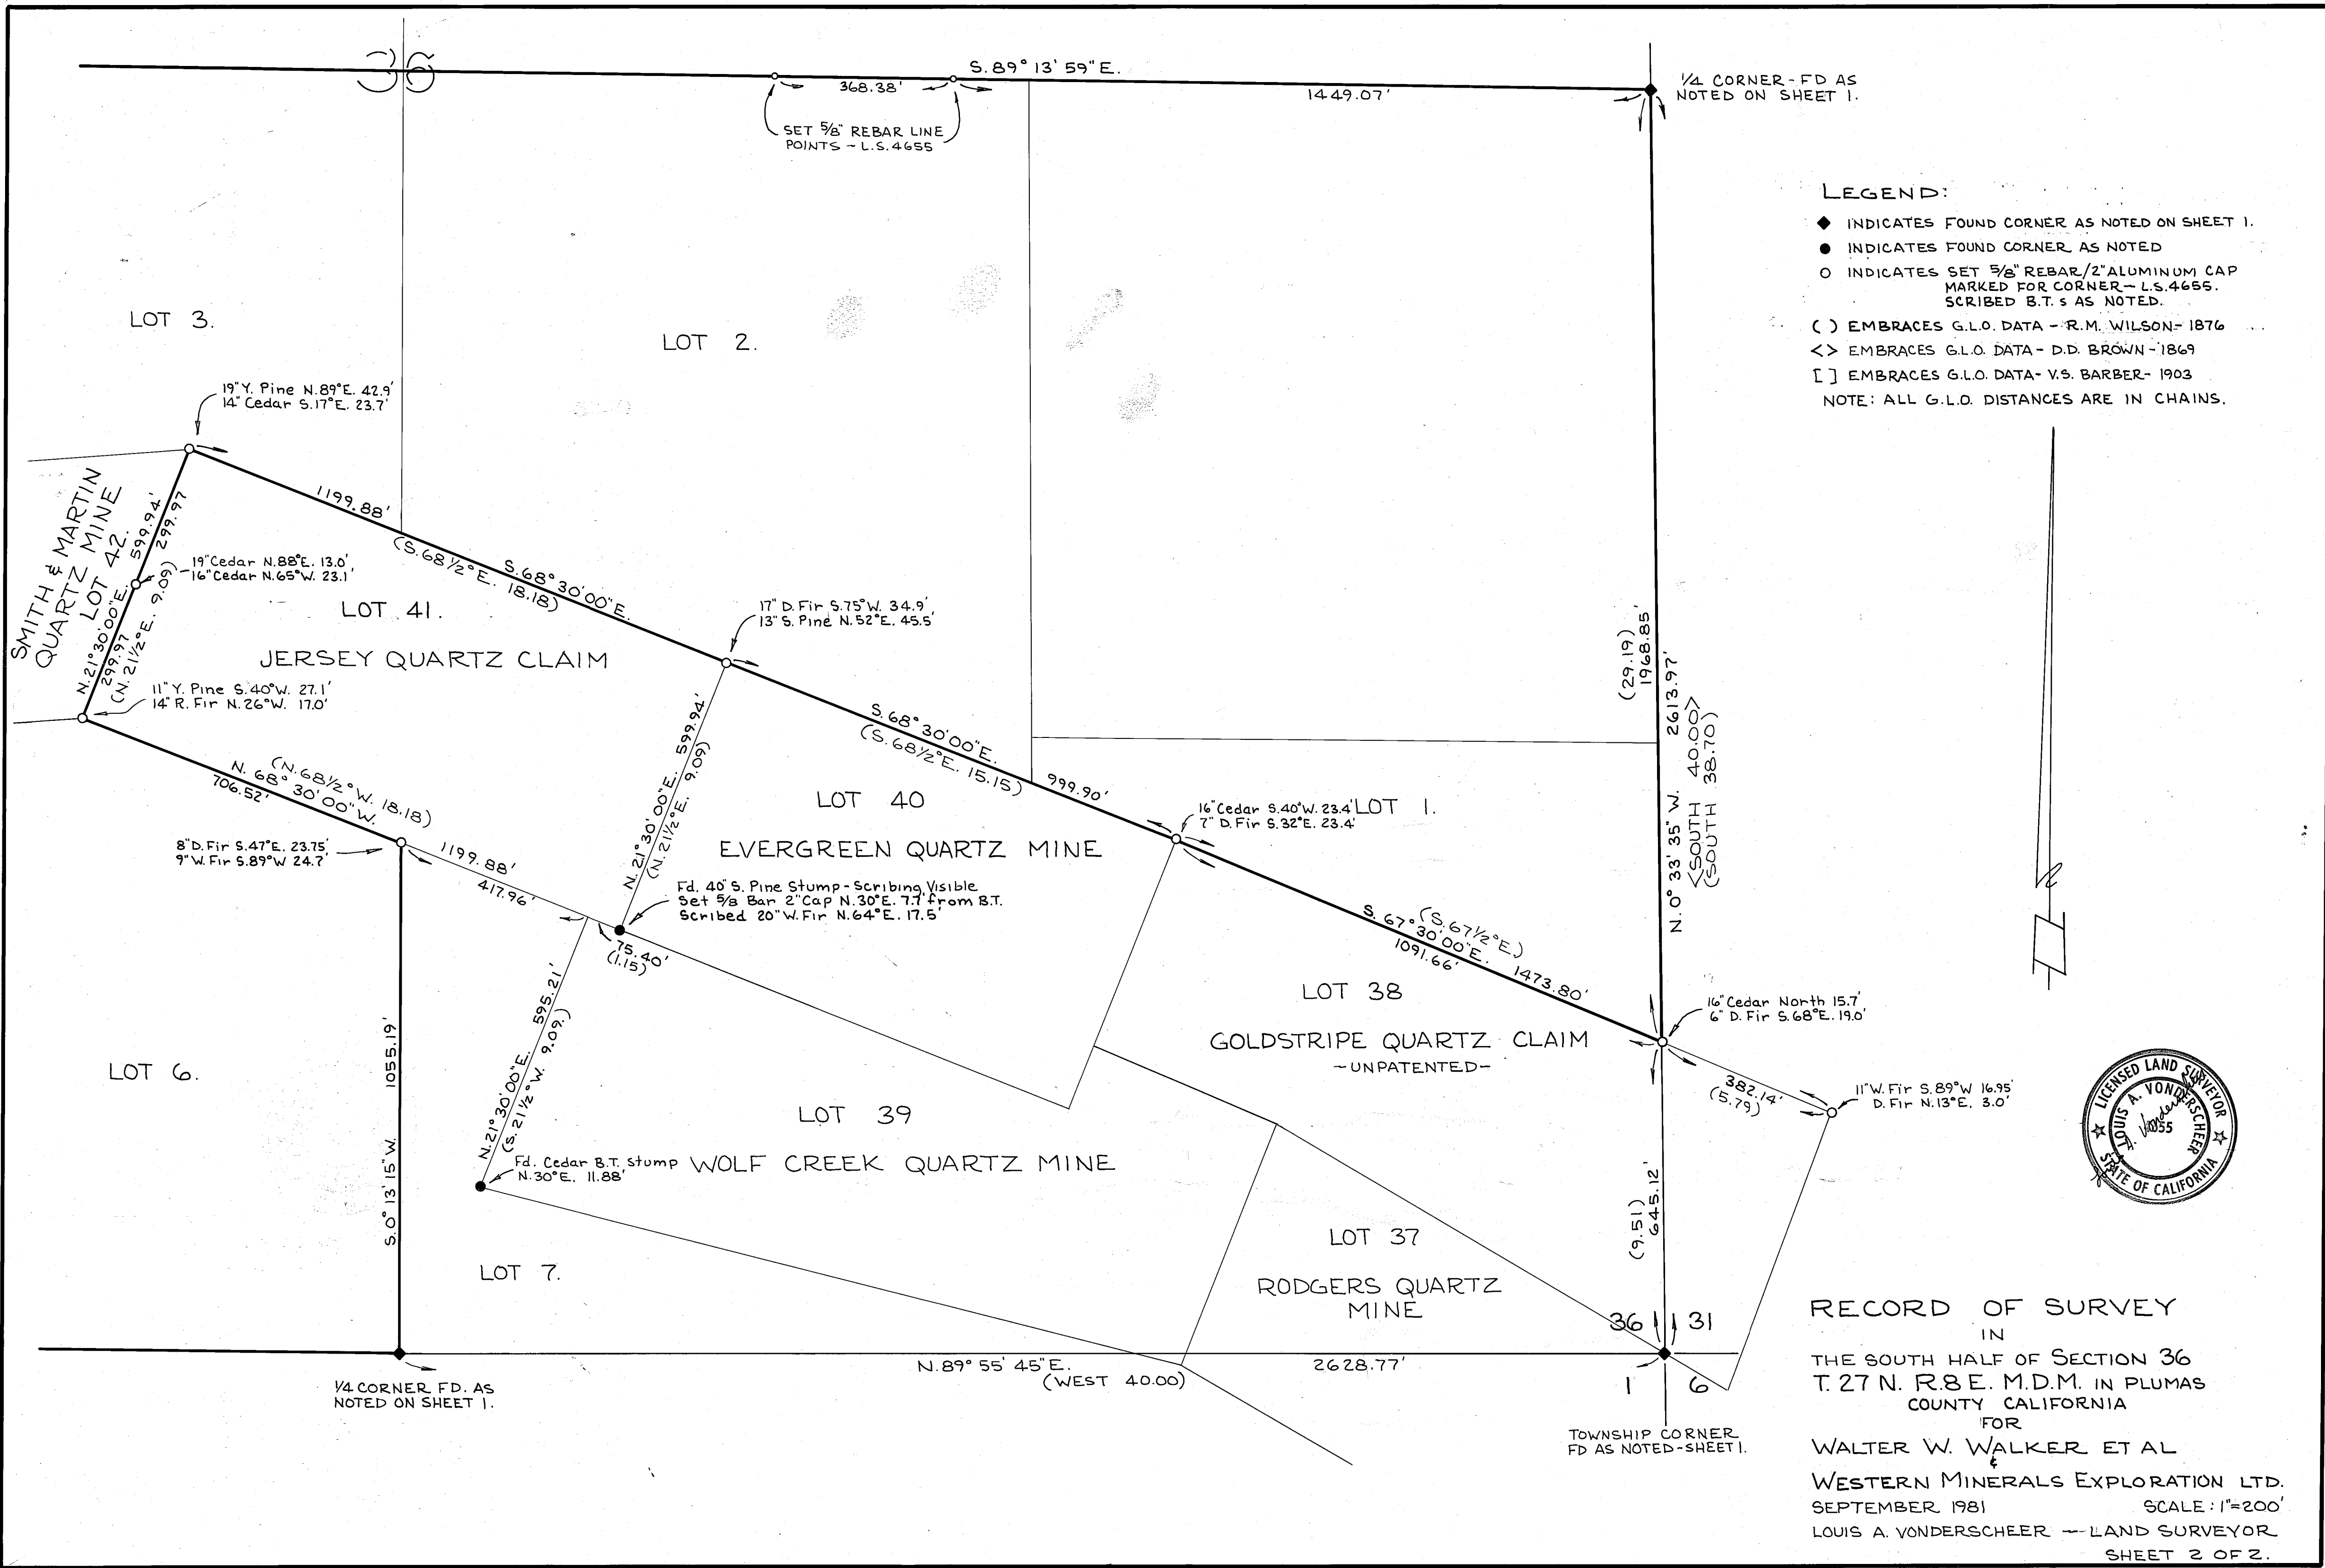 36
S. 89° 13' 59" E.
368.38'
1449.07'
SET 5/8" REBAR LINE
POINTS - L.S. 4655
1/4 CORNER - FD AS
NOTED ON SHEET 1.
LEGEND:
◆ INDICATES FOUND CORNER AS NOTED ON SHEET 1.
● INDICATES FOUND CORNER AS NOTED
○ INDICATES SET 5/8" REBAR/2" ALUMINUM CAP
MARKED FOR CORNER - L.S. 4655.
SCRIBED B.T.s AS NOTED.
( ) EMBRACES G.L.O. DATA - R.M. WILSON - 1876
< > EMBRACES G.L.O. DATA - D.D. BROWN - 1869
[ ] EMBRACES G.L.O. DATA - V.S. BARBER - 1903
NOTE: ALL G.L.O. DISTANCES ARE IN CHAINS.
LOT 3.
LOT 2.
19" Y. Pine N.89°E. 42.9'
14" Cedar S.17°E. 23.7'
SMITH & MARTIN
QUARTZ MINE
LOT 42.
N.21°30'00"E. 599.94'
299.97
299.97
(N.21 1/2°E. 9.09)
19" Cedar N.88°E. 13.0'
16" Cedar N.65°W. 23.1'
1199.88'
S.68°30'00"E.
(S.68 1/2°E. 18.18)
LOT 41.
JERSEY QUARTZ CLAIM
11" Y. Pine S.40°W. 27.1'
14" R. Fir N.26°W. 17.0'
17" D. Fir S.75°W. 34.9'
13" S. Pine N.52°E. 45.5'
(N.68 1/2°W. 18.18)
N. 68° 30' 00" W.
706.52'
8" D. Fir S.47°E. 23.75'
9" W. Fir S.89°W 24.7'
1199.88'
417.96'
N.21°30'00"E. 599.94'
(N.21 1/2°E. 9.09)
S.68°30'00"E.
(S.68 1/2°E. 15.15)
999.90'
LOT 40
EVERGREEN QUARTZ MINE
Fd. 40" S. Pine Stump - Scribing Visible
Set 5/8 Bar 2" Cap N.30°E. 7.7' from B.T.
Scribed 20" W. Fir N.64°E. 17.5'
75.40'
(1.15)
16" Cedar S.40°W. 23.4'
7" D. Fir S.32°E. 23.4'
LOT 1.
(29.19)
1968.85'
N. 0° 33' 35" W. 2613.97'
<SOUTH 40.00>
(SOUTH 38.70)
(S.67 1/2°E.)
S. 67° 30' 00" E.
1091.66'
1473.80'
LOT 38
GOLDSTRIPE QUARTZ CLAIM
-UNPATENTED-
16" Cedar North 15.7'
6" D. Fir S.68°E. 19.0'
382.14'
(5.79)
11" W. Fir S.89°W 16.95'
D. Fir N.13°E. 3.0'
LICENSED LAND SURVEYOR
LOUIS A. VONDERSCHEER
STATE OF CALIFORNIA
LOT 6.
S.0°13'15"W. 1055.19'
N.21°30'00"E. 595.21'
(S.21 1/2°W. 9.09.)
LOT 39
WOLF CREEK QUARTZ MINE
Fd. Cedar B.T. Stump
N.30°E. 11.88'
LOT 7.
(9.51)
645.12'
LOT 37
RODGERS QUARTZ
MINE
36 31
1 6
N.89° 55' 45"E.
2628.77'
(WEST 40.00)
1/4 CORNER FD. AS
NOTED ON SHEET 1.
TOWNSHIP CORNER
FD AS NOTED - SHEET 1.
RECORD OF SURVEY
IN
THE SOUTH HALF OF SECTION 36
T. 27 N. R.8 E. M.D.M. IN PLUMAS
COUNTY CALIFORNIA
FOR
WALTER W. WALKER ET AL
&
WESTERN MINERALS EXPLORATION LTD.
SEPTEMBER 1981 SCALE: 1"=200'
LOUIS A. VONDERSCHEER - LAND SURVEYOR
SHEET 2 OF 2.